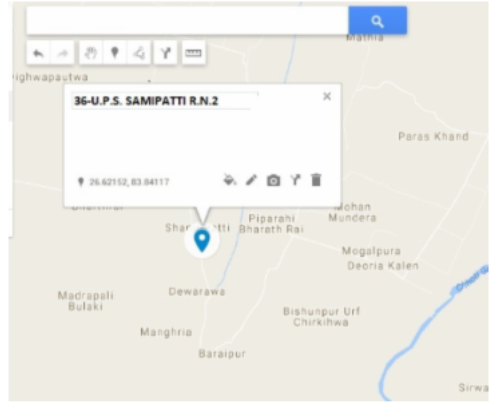 Mathia
ighwapautwa
36-U.P.S. SAMIPATTI R.N.2
Paras Khand
26.62152, 83.84117
Mohan
Mundera
Piparahi
Bharath Rai
Mogalpura
Deoria Kalen
Dewarawa
Madrapali
Bulaki
Bishunpur Urf
Chirkihwa
Manghria
Baraipur
Sirwa